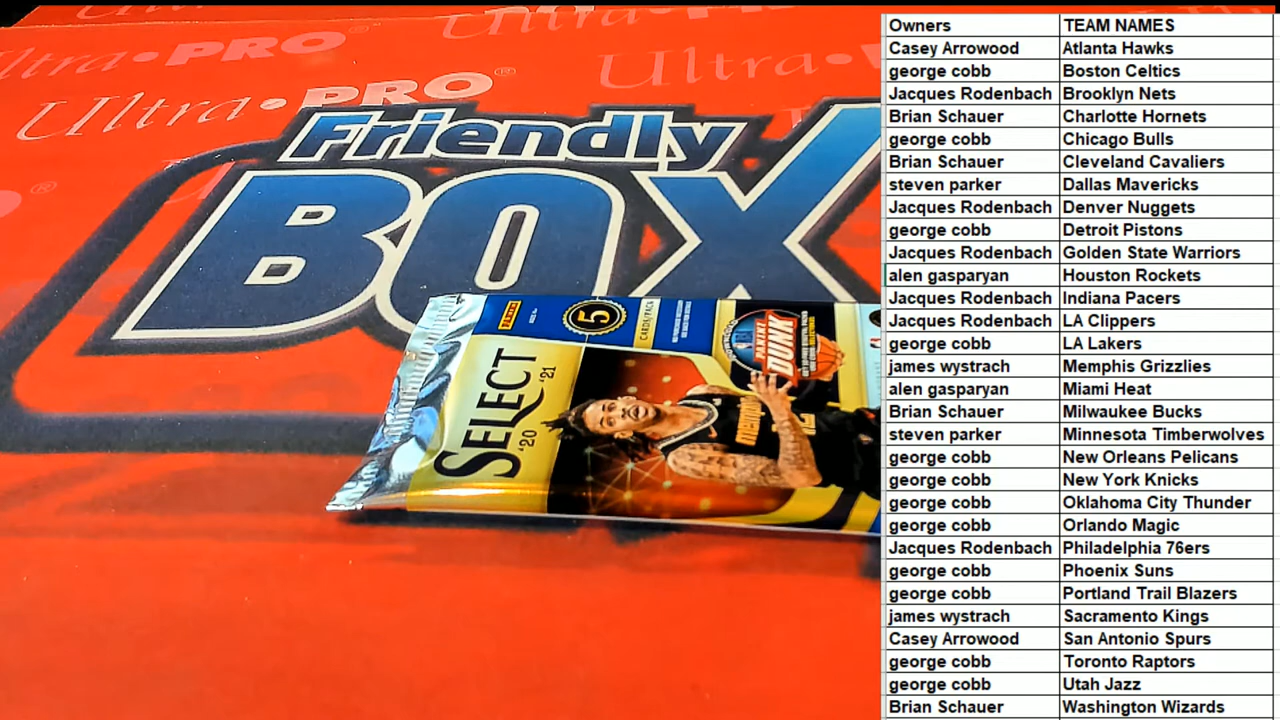 Ultra•PRO®
Ultra•PRO®
Ultra•PRO
Friendly
BOX
PANINI
5
CARDS/PACK
SELECT
'20 '21
PANINI
DUNK
Owners TEAM NAMES
Casey Arrowood Atlanta Hawks
george cobb Boston Celtics
Jacques Rodenbach Brooklyn Nets
Brian Schauer Charlotte Hornets
george cobb Chicago Bulls
Brian Schauer Cleveland Cavaliers
steven parker Dallas Mavericks
Jacques Rodenbach Denver Nuggets
george cobb Detroit Pistons
Jacques Rodenbach Golden State Warriors
alen gasparyan Houston Rockets
Jacques Rodenbach Indiana Pacers
Jacques Rodenbach LA Clippers
george cobb LA Lakers
james wystrach Memphis Grizzlies
alen gasparyan Miami Heat
Brian Schauer Milwaukee Bucks
steven parker Minnesota Timberwolves
george cobb New Orleans Pelicans
george cobb New York Knicks
george cobb Oklahoma City Thunder
george cobb Orlando Magic
Jacques Rodenbach Philadelphia 76ers
george cobb Phoenix Suns
george cobb Portland Trail Blazers
james wystrach Sacramento Kings
Casey Arrowood San Antonio Spurs
george cobb Toronto Raptors
george cobb Utah Jazz
Brian Schauer Washington Wizards